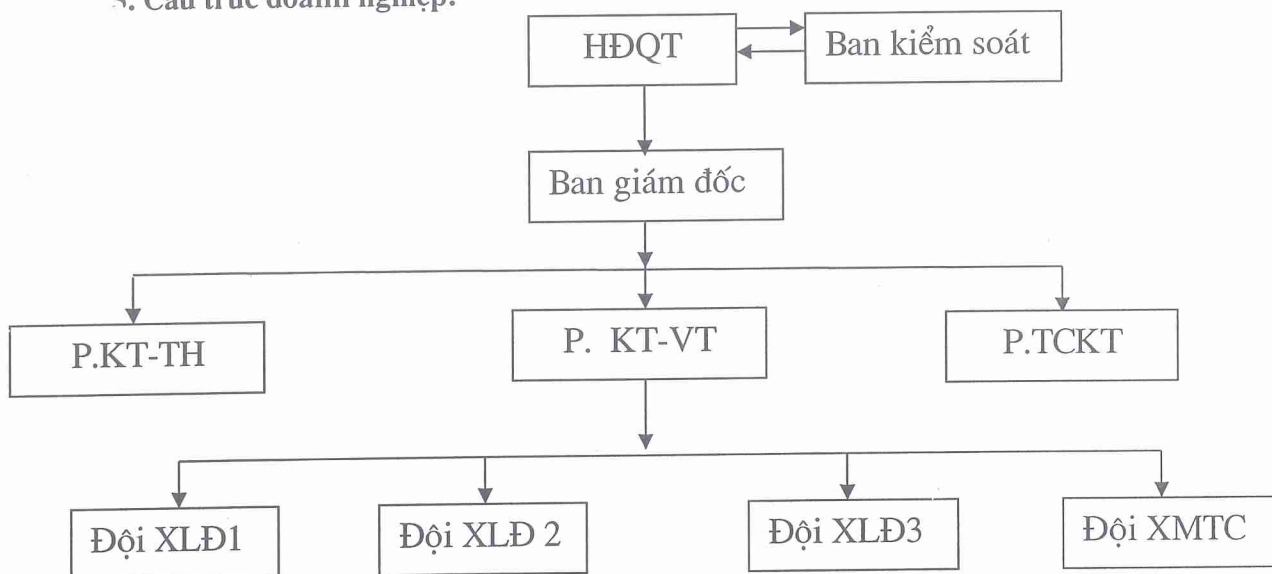 5. Cấu trúc doanh nghiệp:
HĐQT
Ban kiểm soát
Ban giám đốc
P.KT-TH
P. KT-VT
P.TCKT
Đội XLĐ1
Đội XLĐ 2
Đội XLĐ3
Đội XMTC